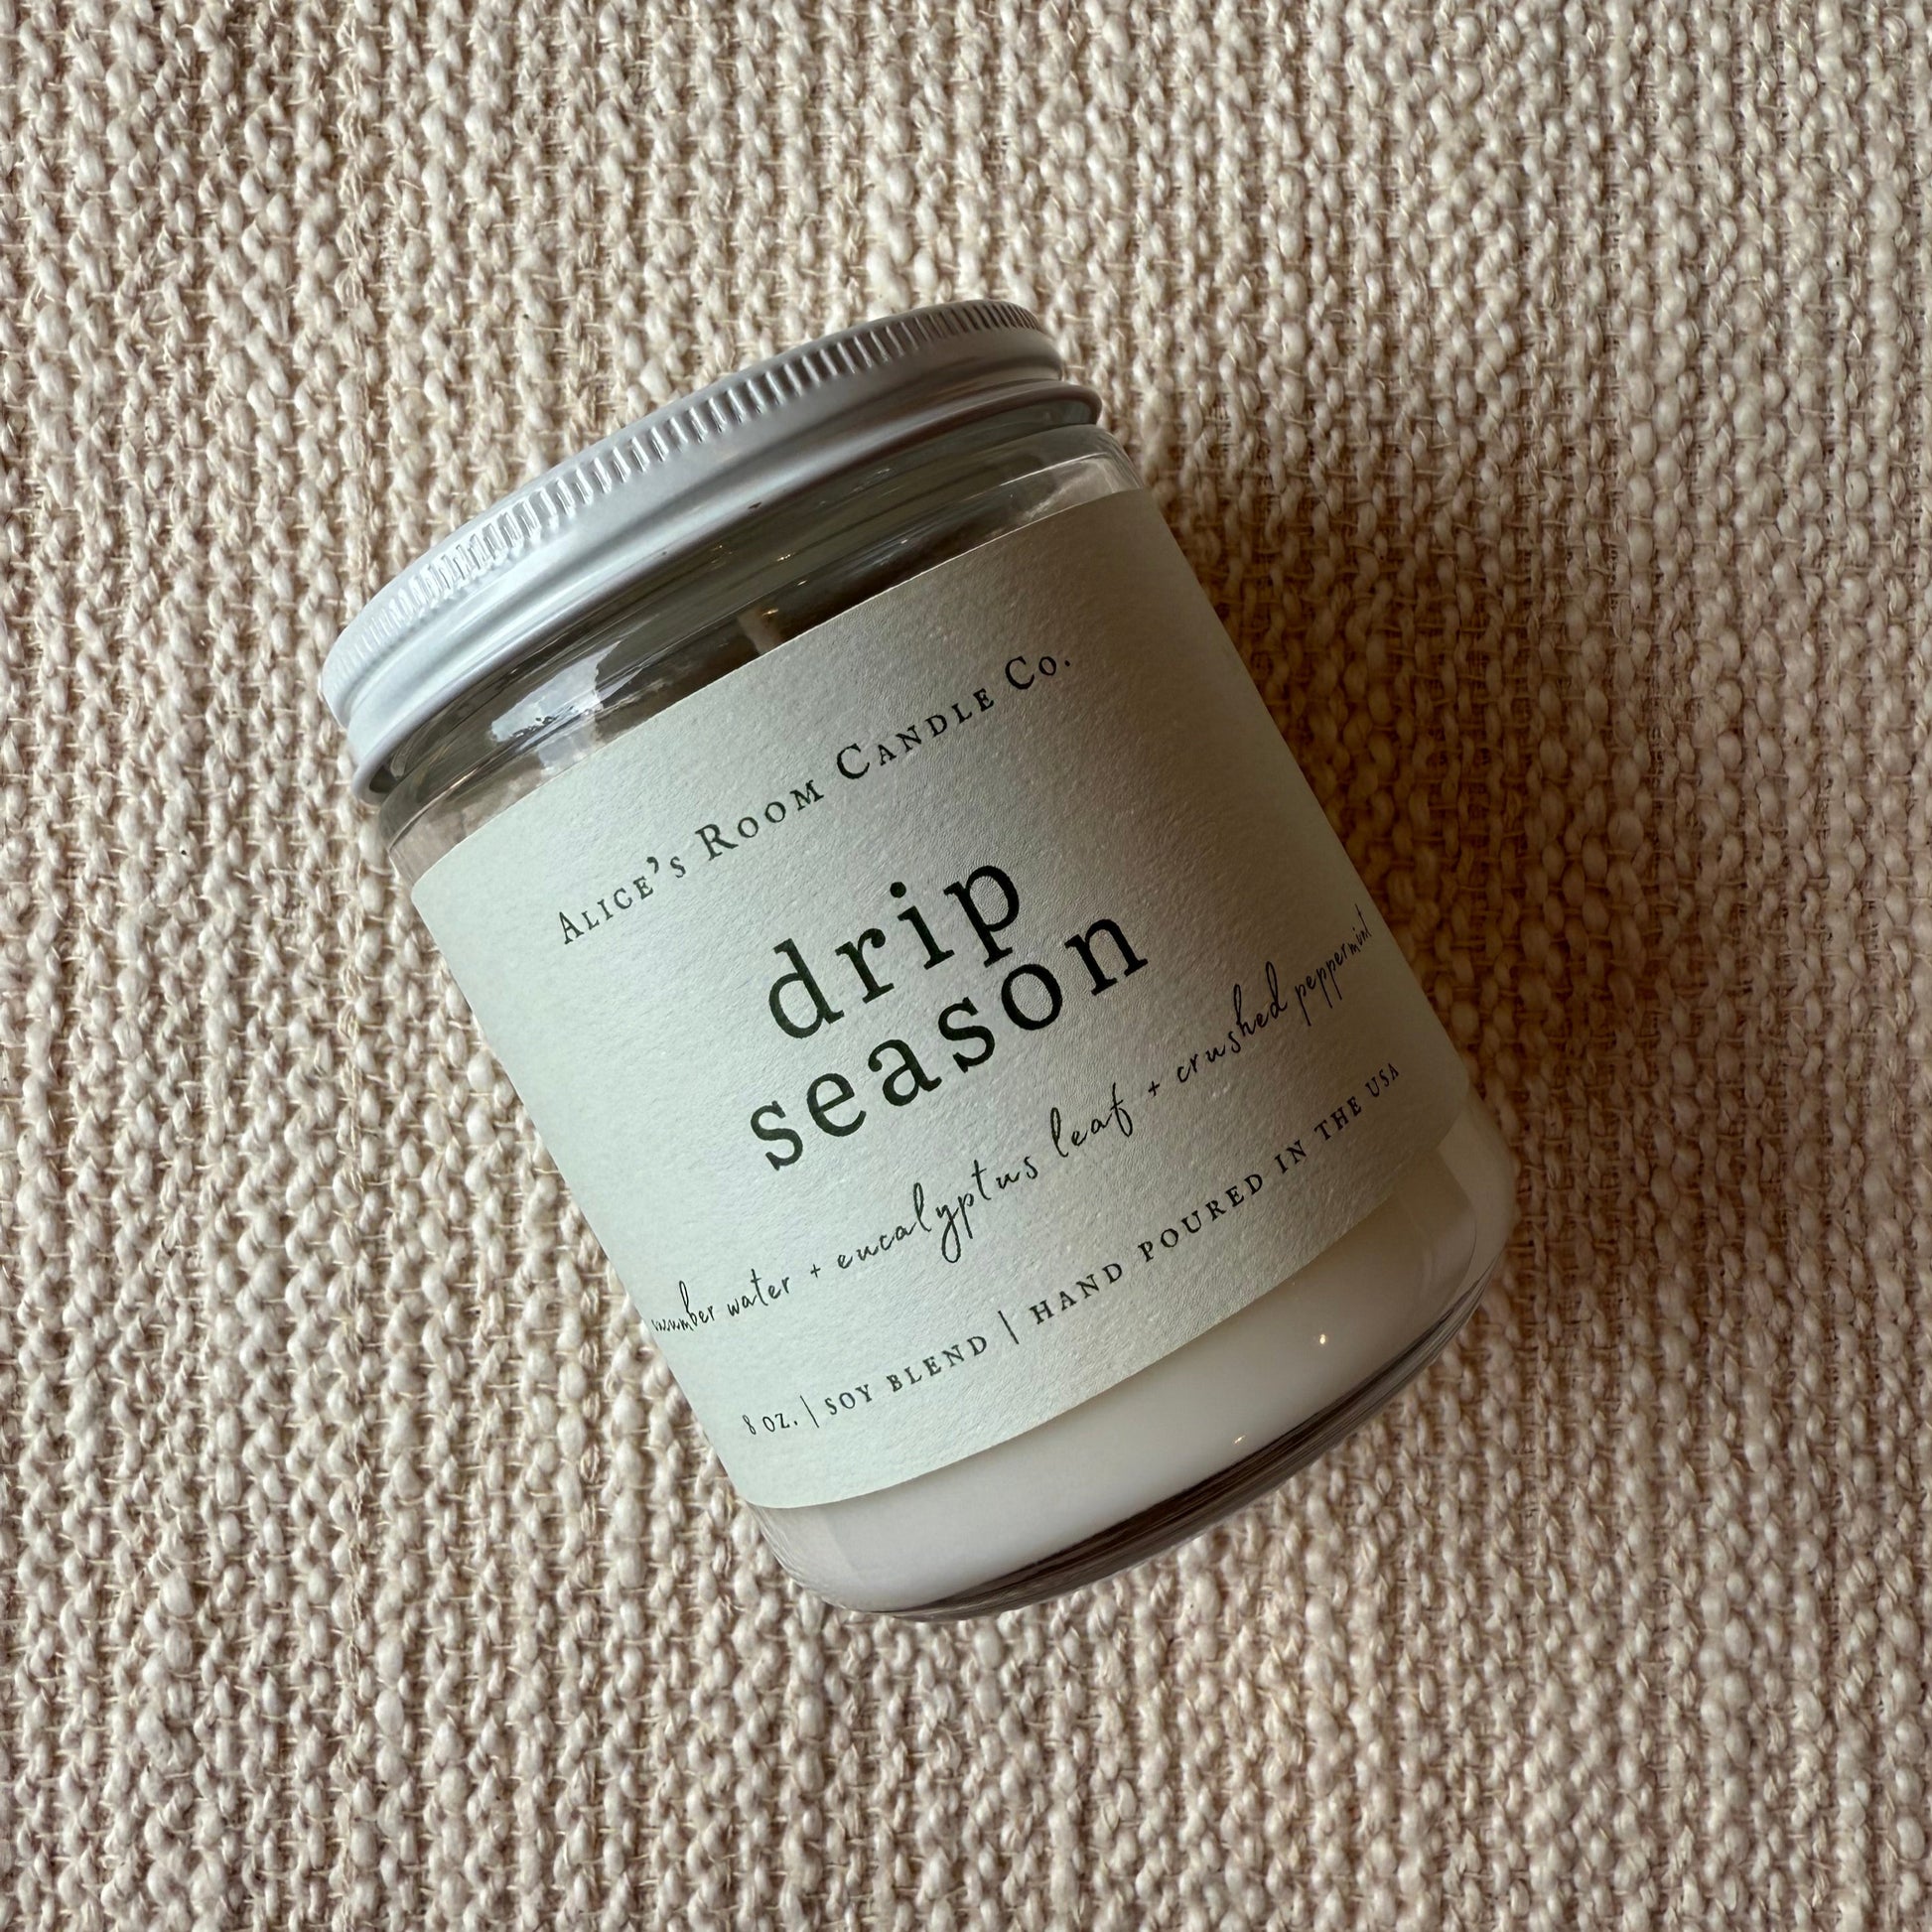 Alice's Room Candle Co.
drip
season
cucumber water + eucalyptus leaf + crushed peppermint
8 oz. | SOY BLEND | HAND POURED IN THE USA